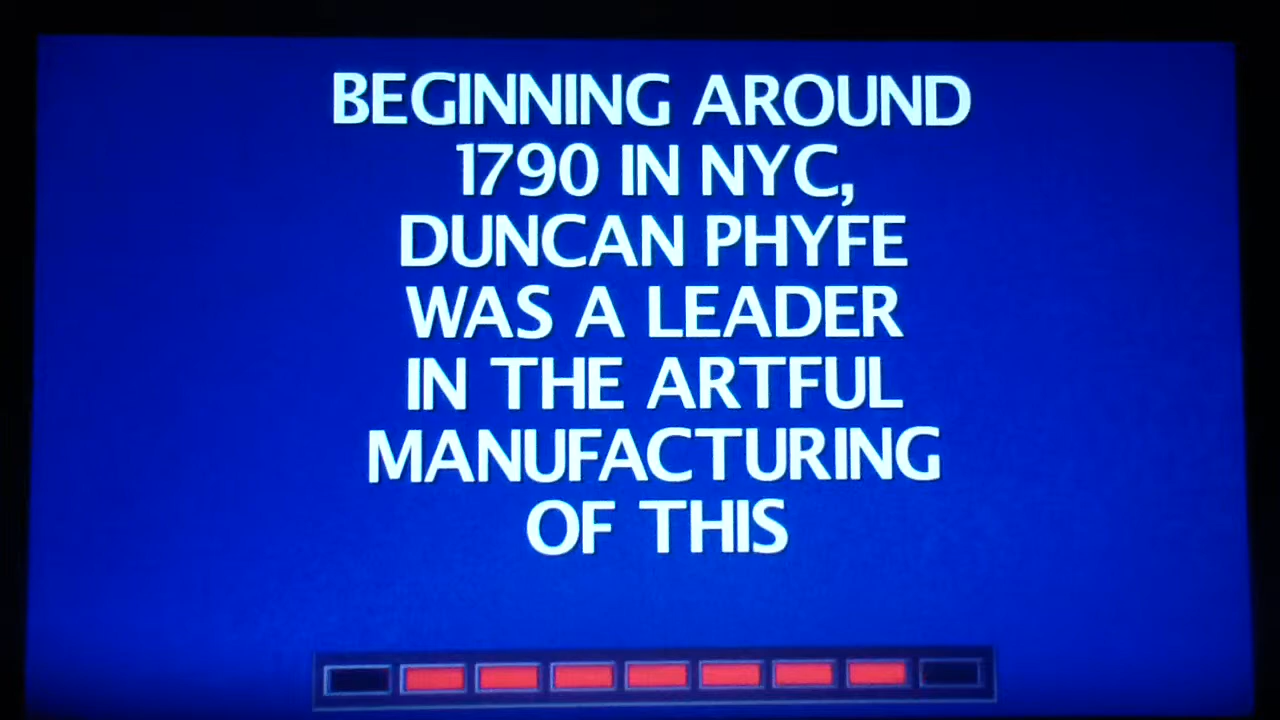 BEGINNING AROUND
1790 IN NYC,
DUNCAN PHYFE
WAS A LEADER
IN THE ARTFUL
MANUFACTURING
OF THIS